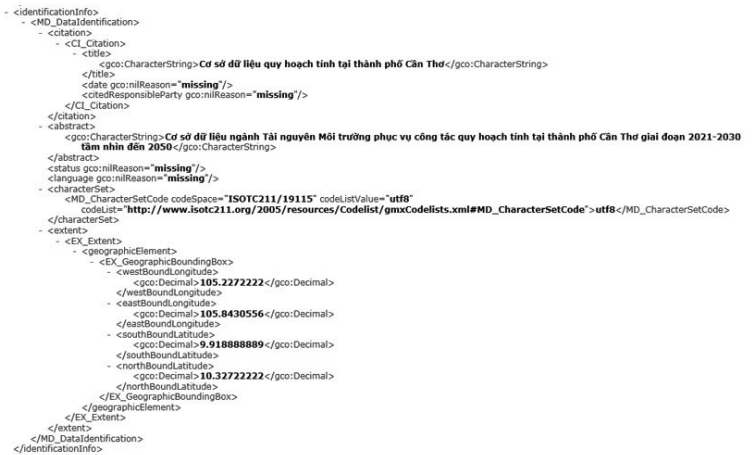 - <identificationInfo>
- <MD_DataIdentification>
- <citation>
- <CI_Citation>
- <title>
<gco:CharacterString>Cơ sở dữ liệu quy hoạch tỉnh tại thành phố Cần Thơ</gco:CharacterString>
</title>
<date gco:nilReason="missing"/>
<citedResponsibleParty gco:nilReason="missing"/>
</CI_Citation>
</citation>
- <abstract>
<gco:CharacterString>Cơ sở dữ liệu ngành Tài nguyên Môi trường phục vụ công tác quy hoạch tỉnh tại thành phố Cần Thơ giai đoạn 2021-2030
tầm nhìn đến 2050</gco:CharacterString>
</abstract>
<status gco:nilReason="missing"/>
<language gco:nilReason="missing"/>
- <characterSet>
<MD_CharacterSetCode codeSpace="ISOTC211/19115" codeListValue="utf8"
codeList="http://www.isotc211.org/2005/resources/Codelist/gmxCodelists.xml#MD_CharacterSetCode">utf8</MD_CharacterSetCode>
</characterSet>
- <extent>
- <EX_Extent>
- <geographicElement>
- <EX_GeographicBoundingBox>
- <westBoundLongitude>
<gco:Decimal>105.2272222</gco:Decimal>
</westBoundLongitude>
- <eastBoundLongitude>
<gco:Decimal>105.8430556</gco:Decimal>
</eastBoundLongitude>
- <southBoundLatitude>
<gco:Decimal>9.918888889</gco:Decimal>
</southBoundLatitude>
- <northBoundLatitude>
<gco:Decimal>10.32722222</gco:Decimal>
</northBoundLatitude>
</EX_GeographicBoundingBox>
</geographicElement>
</EX_Extent>
</extent>
</MD_DataIdentification>
</identificationInfo>